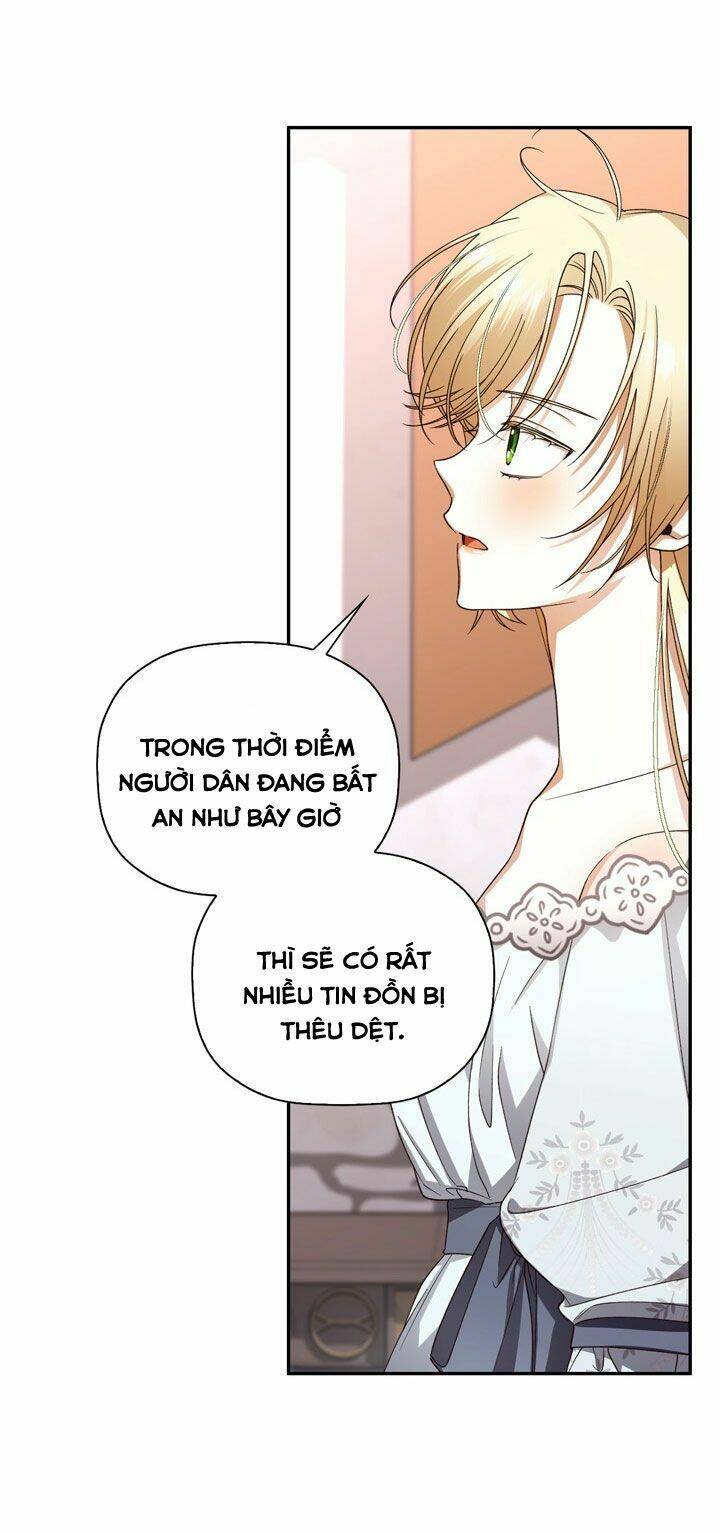 TRONG THỜI ĐIỂM
NGƯỜI DÂN ĐANG BẤT
AN NHƯ BÂY GIỜ
THÌ SẼ CÓ RẤT
NHIỀU TIN ĐỒN BỊ
THÊU DỆT.